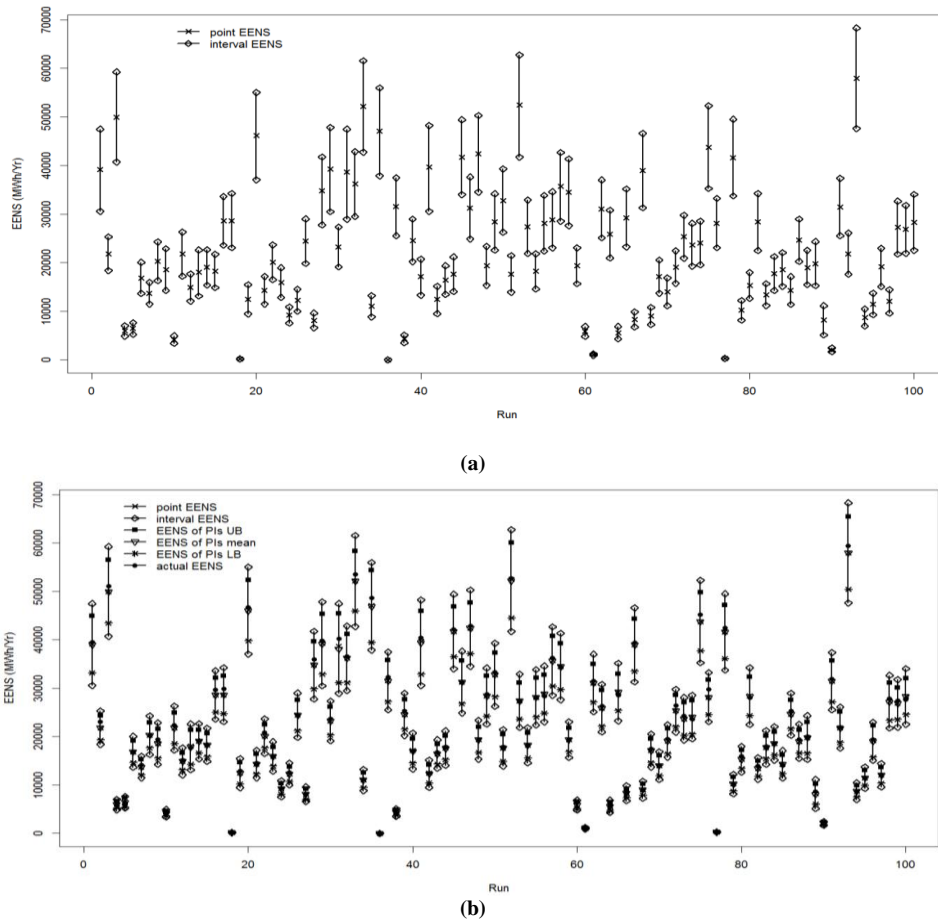 70000
60000
50000
40000
30000
20000
10000
0
EENS (MWh/Yr)
point EENS
interval EENS
0 20 40 60 80 100
Run
(a)
70000
60000
50000
40000
30000
20000
10000
0
EENS (MWh/Yr)
point EENS
interval EENS
EENS of PIs UB
EENS of PIs mean
EENS of PIs LB
actual EENS
0 20 40 60 80 100
Run
(b)